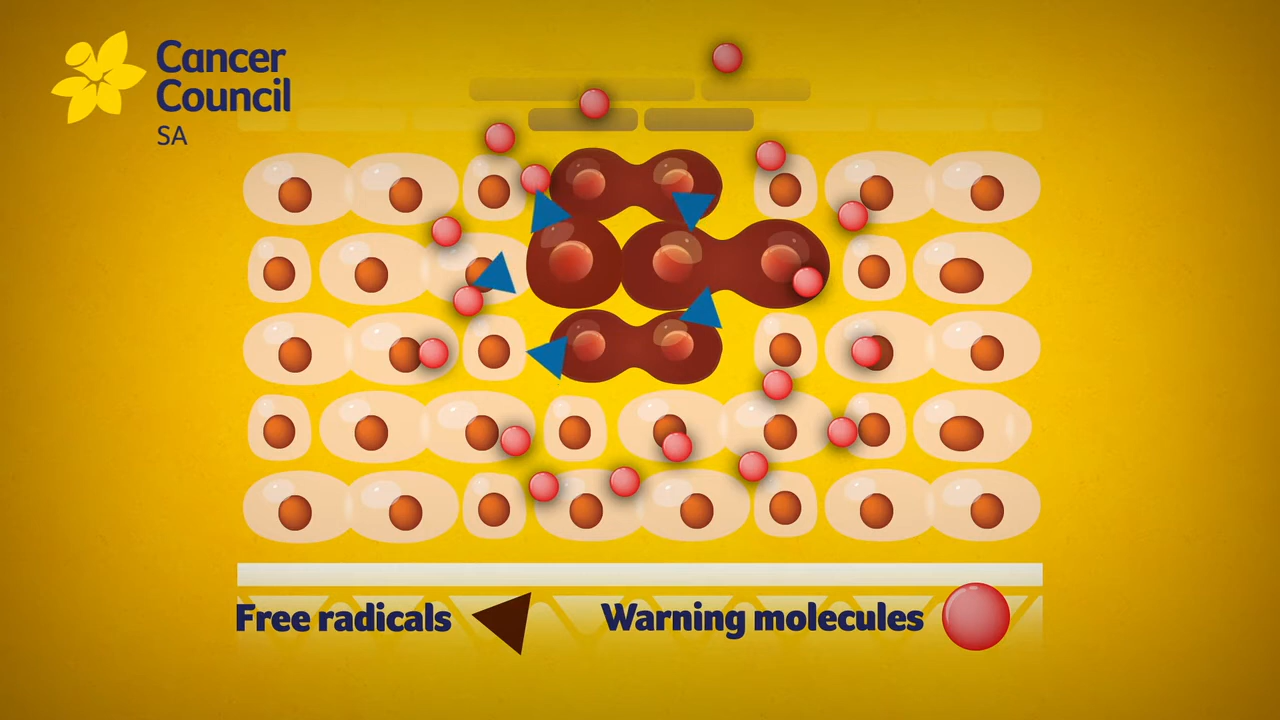 Cancer
Council
SA
Free radicals
Warning molecules